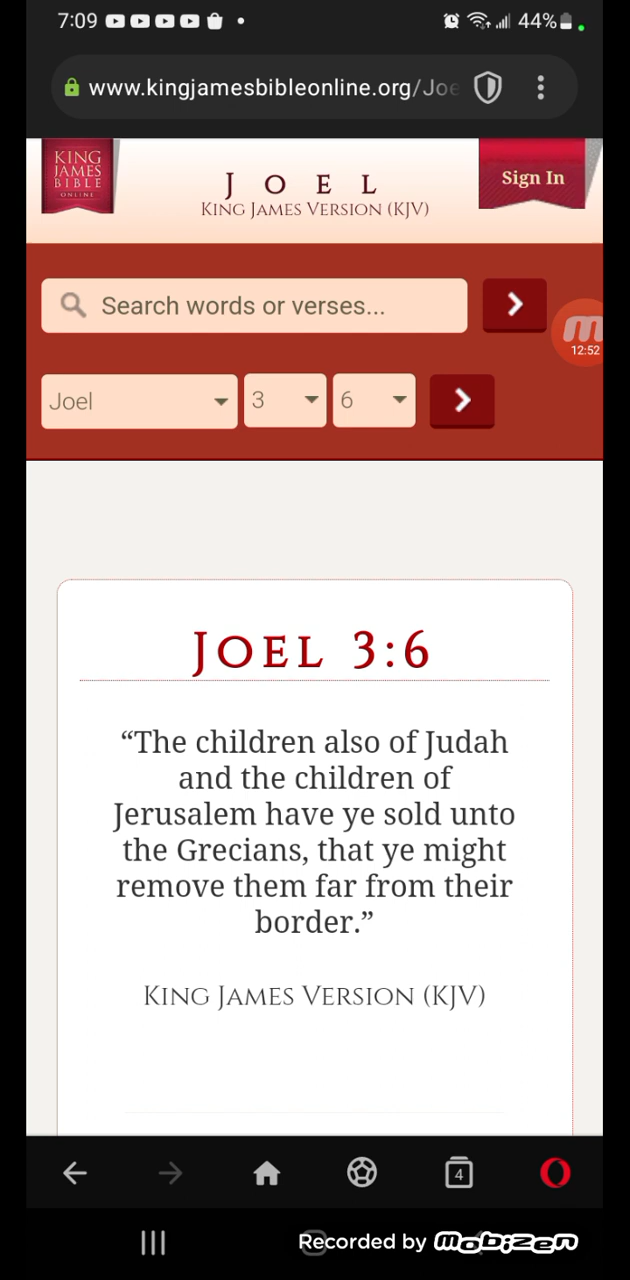 7:09
44%
www.kingjamesbibleonline.org/Joe
KING
JAMES
BIBLE
ONLINE
JOEL
KING JAMES VERSION (KJV)
Sign In
Search words or verses...
12:52
Joel
3
6
JOEL 3:6
“The children also of Judah
and the children of
Jerusalem have ye sold unto
the Grecians, that ye might
remove them far from their
border.”
KING JAMES VERSION (KJV)
4
Recorded by mobizen